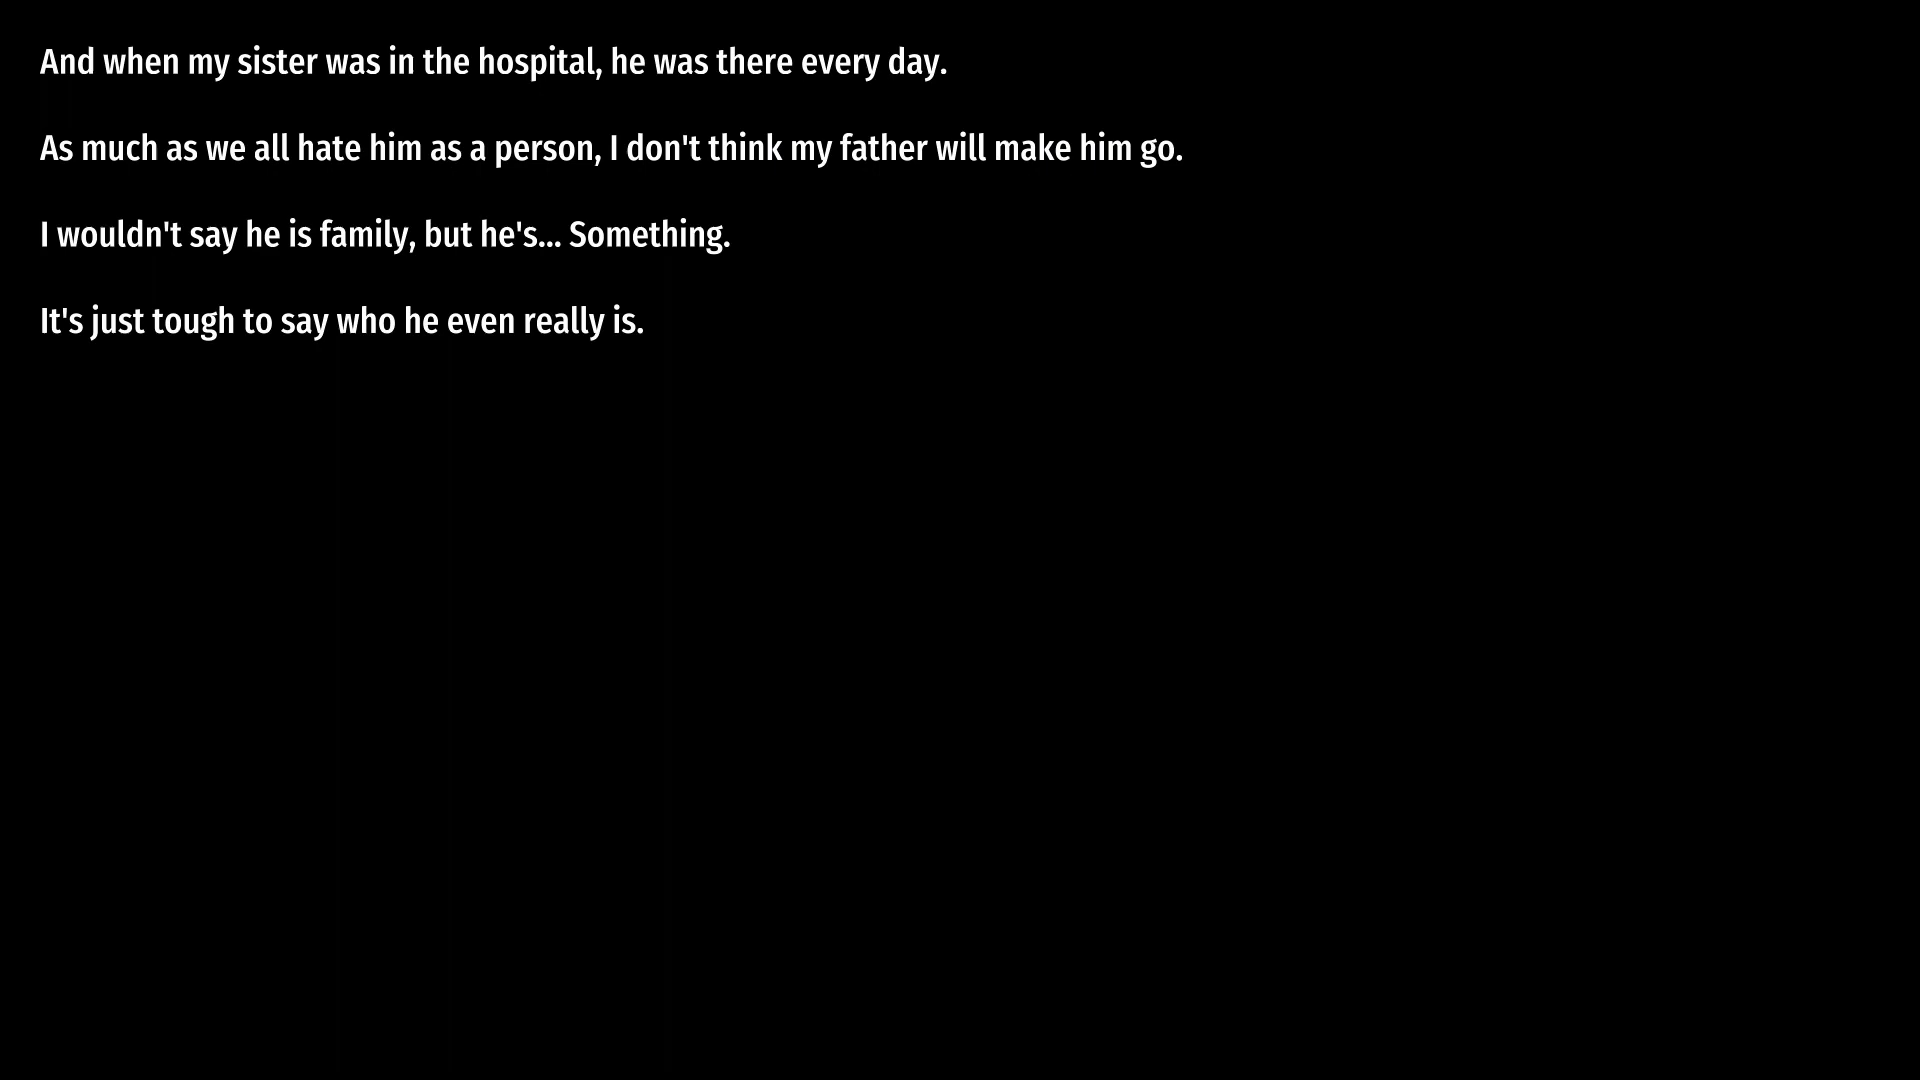 And when my sister was in the hospital, he was there every day.
As much as we all hate him as a person, I don't think my father will make him go.
I wouldn't say he is family, but he's... Something.
It's just tough to say who he even really is.